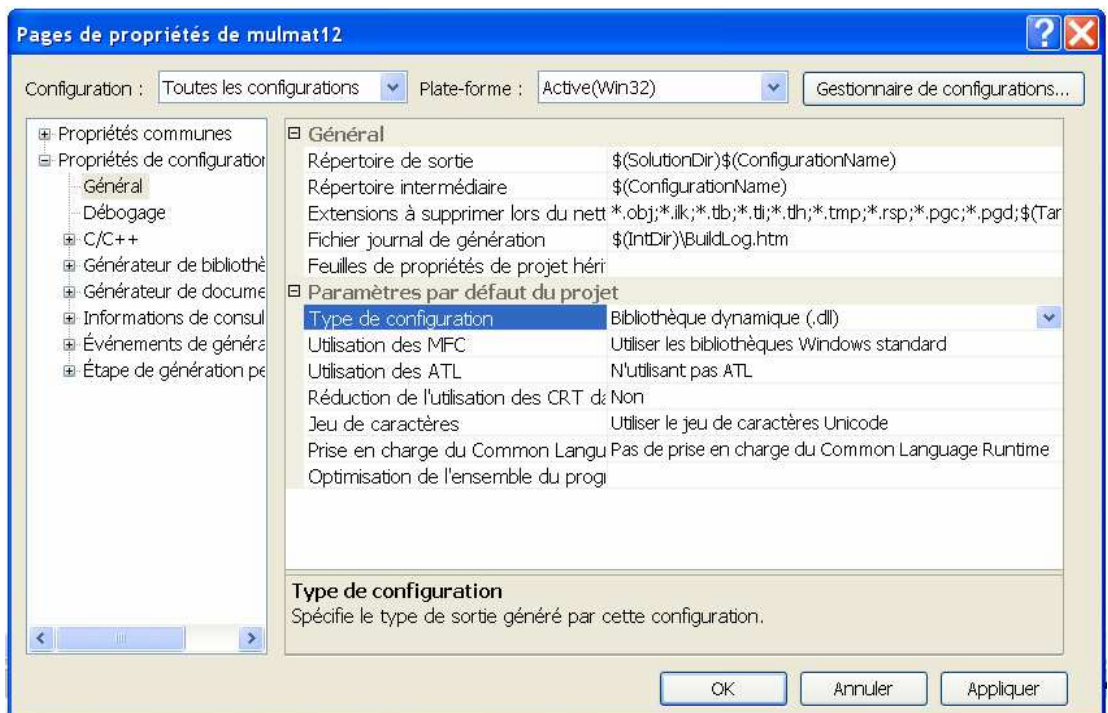 Pages de propriétés de mulmat12
Configuration : Toutes les configurations Plate-forme : Active(Win32) Gestionnaire de configurations...
Propriétés communes
Propriétés de configuration
Général
Débogage
C/C++
Générateur de bibliothè
Générateur de docume
Informations de consul
Événements de généra
Étape de génération pe
Général
Répertoire de sortie $(SolutionDir)$(ConfigurationName)
Répertoire intermédiaire $(ConfigurationName)
Extensions à supprimer lors du nett *.obj;*.ilk;*.tlb;*.tli;*.tlh;*.tmp;*.rsp;*.pgc;*.pgd;$(Tar
Fichier journal de génération $(IntDir)\BuildLog.htm
Feuilles de propriétés de projet héri
Paramètres par défaut du projet
Type de configuration Bibliothèque dynamique (.dll)
Utilisation des MFC Utiliser les bibliothèques Windows standard
Utilisation des ATL N'utilisant pas ATL
Réduction de l'utilisation des CRT da Non
Jeu de caractères Utiliser le jeu de caractères Unicode
Prise en charge du Common Langu Pas de prise en charge du Common Language Runtime
Optimisation de l'ensemble du progr
Type de configuration
Spécifie le type de sortie généré par cette configuration.
OK Annuler Appliquer